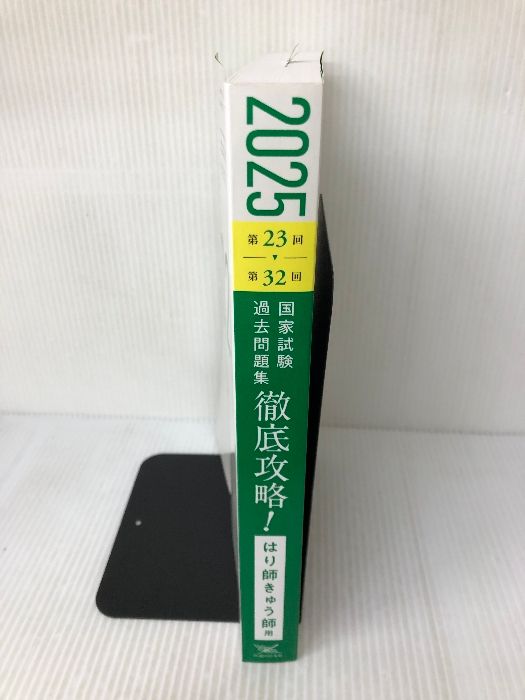 2025
第23回
▼
第32回
国家試験
過去問題集
徹底攻略!
はり師きゅう師用